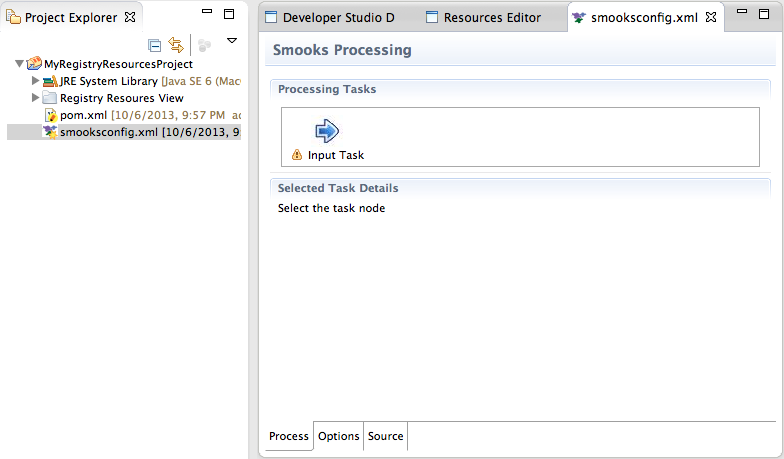 Project Explorer
MyRegistryResourcesProject
JRE System Library [Java SE 6 (Mac
Registry Resoures View
pom.xml [10/6/2013, 9:57 PM ad
smooksconfig.xml [10/6/2013, 9
Developer Studio D
Resources Editor
smooksconfig.xml
Smooks Processing
Processing Tasks
Input Task
Selected Task Details
Select the task node
Process
Options
Source